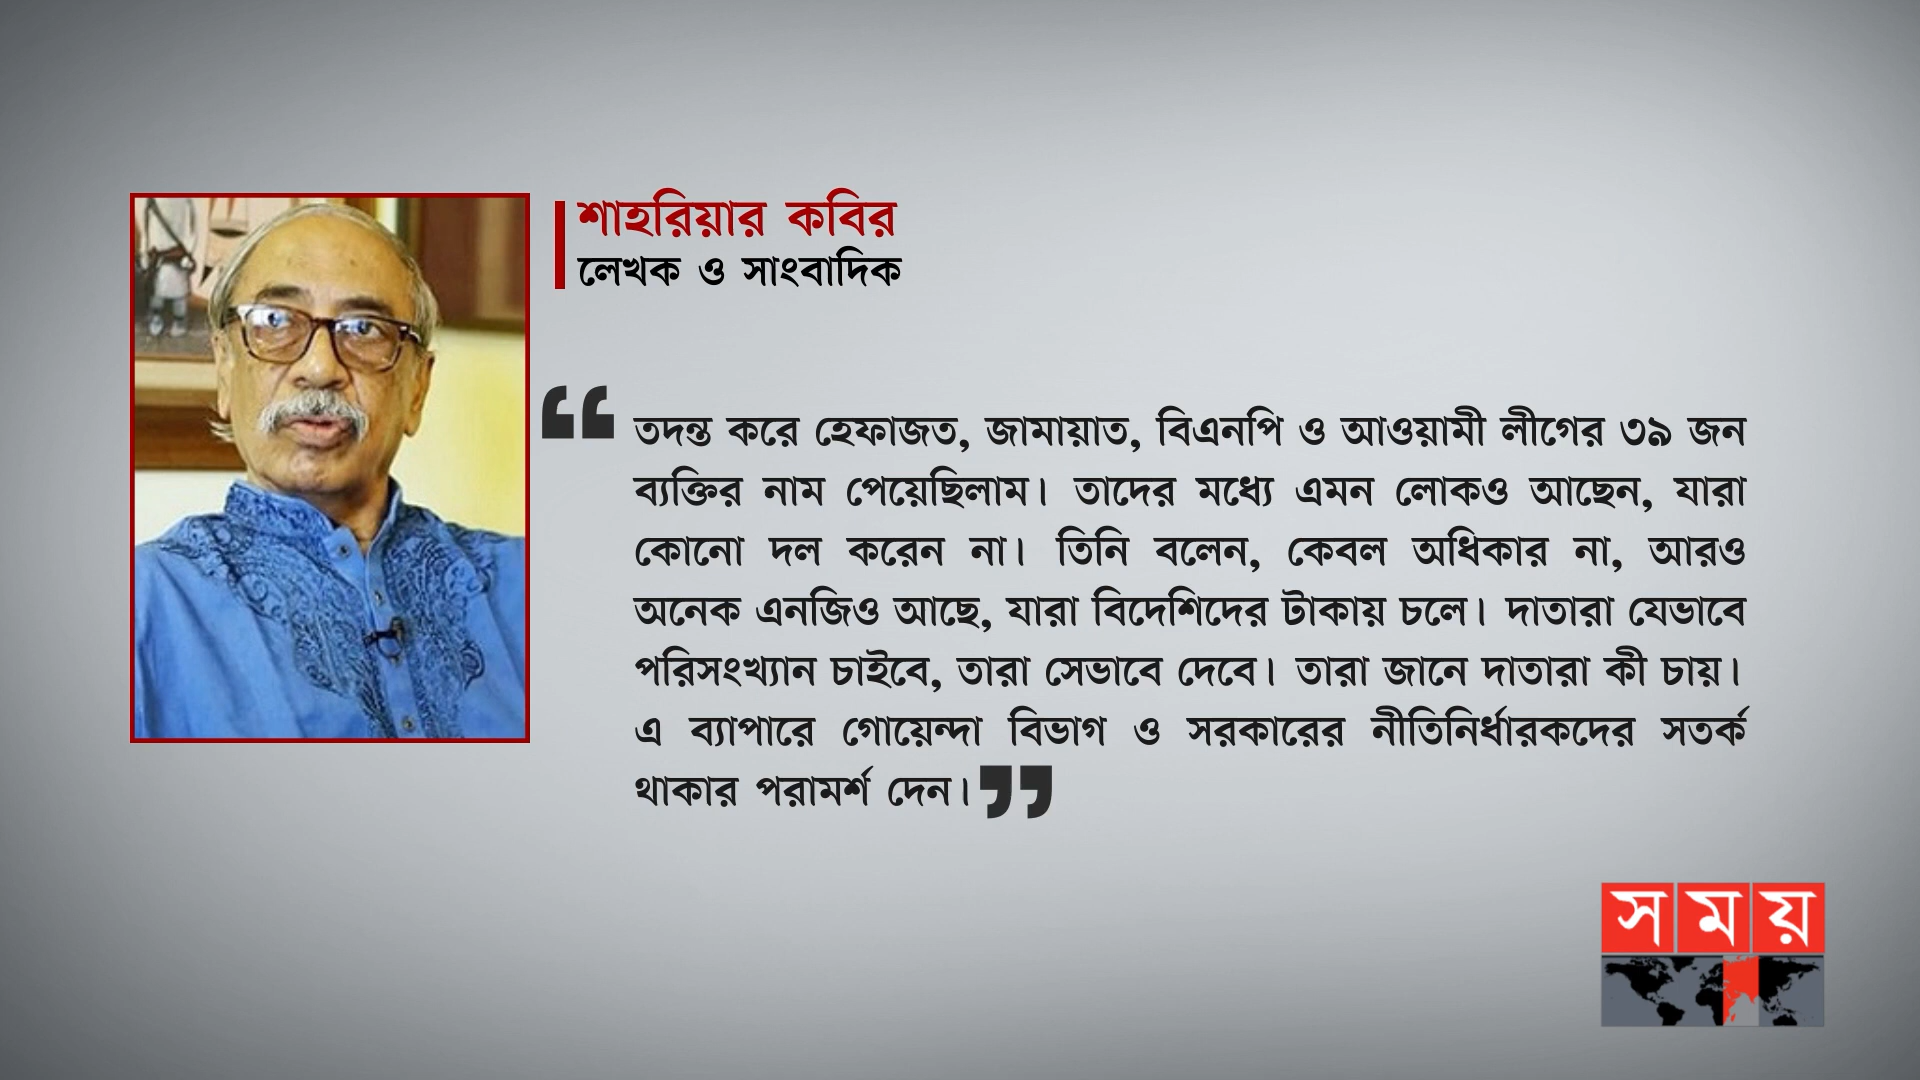 শাহরিয়ার কবির
লেখক ও সাংবাদিক
“ তদন্ত করে হেফাজত, জামায়াত, বিএনপি ও আওয়ামী লীগের ৩৯ জন
ব্যক্তির নাম পেয়েছিলাম। তাদের মধ্যে এমন লোকও আছেন, যারা
কোনো দল করেন না। তিনি বলেন, কেবল অধিকার না, আরও
অনেক এনজিও আছে, যারা বিদেশিদের টাকায় চলে। দাতারা যেভাবে
পরিসংখ্যান চাইবে, তারা সেভাবে দেবে। তারা জানে দাতারা কী চায়।
এ ব্যাপারে গোয়েন্দা বিভাগ ও সরকারের নীতিনির্ধারকদের সতর্ক
থাকার পরামর্শ দেন। ”
সময়